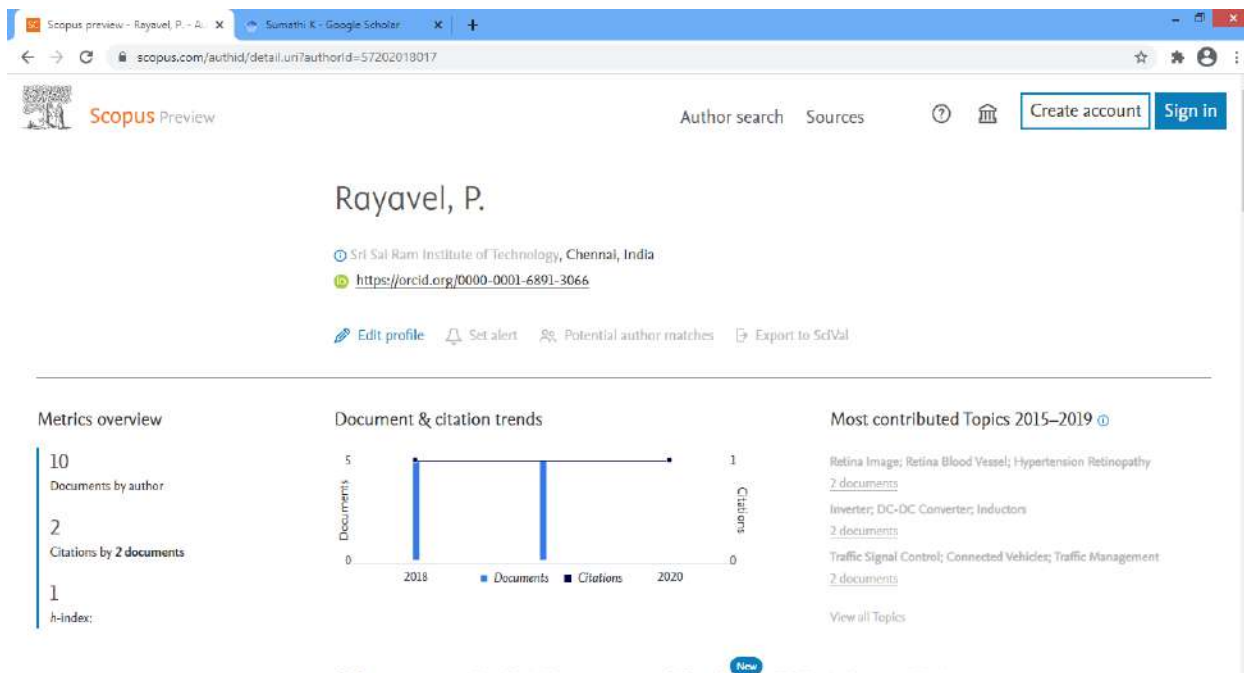 Scopus preview - Rayavel, P. - A
Sumathi K - Google Scholar
scopus.com/authid/detail.uri?authorId=57202018017
Scopus Preview
Author search Sources Create account Sign in
Rayavel, P.
Sri Sai Ram Institute of Technology, Chennai, India
https://orcid.org/0000-0001-6891-3066
Edit profile Set alert Potential author matches Export to SciVal
Metrics overview
10
Documents by author
2
Citations by 2 documents
1
h-index:
Document & citation trends
5
Documents
0
1
Citations
0
2018 Documents Citations 2020
Most contributed Topics 2015–2019
Retina Image; Retina Blood Vessel; Hypertension Retinopathy
2 documents
Inverter; DC-DC Converter; Inductors
2 documents
Traffic Signal Control; Connected Vehicles; Traffic Management
2 documents
View all Topics
New